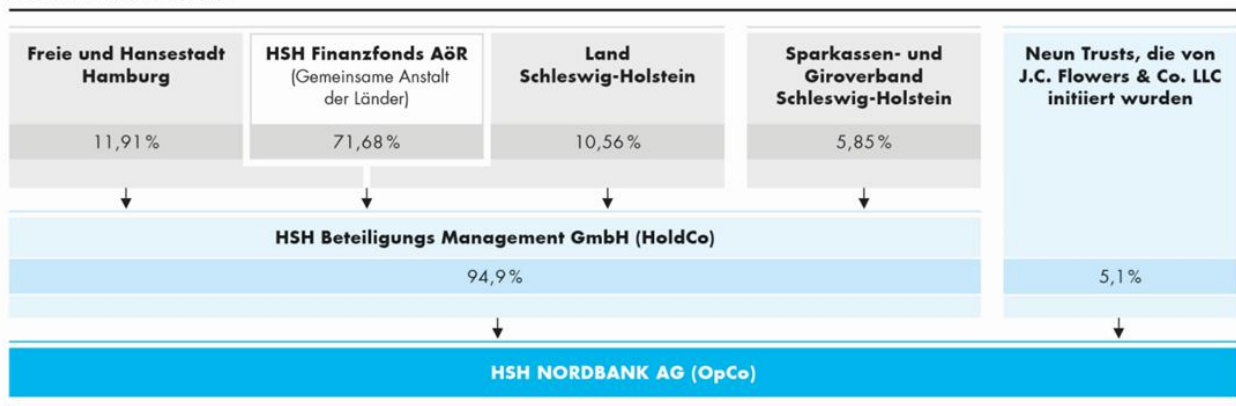 Freie und Hansestadt
Hamburg
11,91 %
HSH Finanzfonds AöR
(Gemeinsame Anstalt
der Länder)
71,68 %
Land
Schleswig-Holstein
10,56 %
Sparkassen- und
Giroverband
Schleswig-Holstein
5,85 %
Neun Trusts, die von
J.C. Flowers & Co. LLC
initiiert wurden
HSH Beteiligungs Management GmbH (HoldCo)
94,9 %
5,1 %
HSH NORDBANK AG (OpCo)